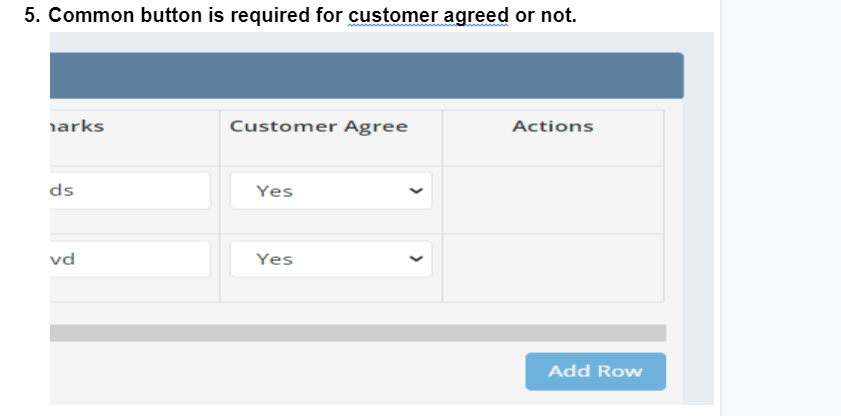 5. Common button is required for customer agreed or not.
narks Customer Agree Actions
ds Yes
vd Yes
Add Row